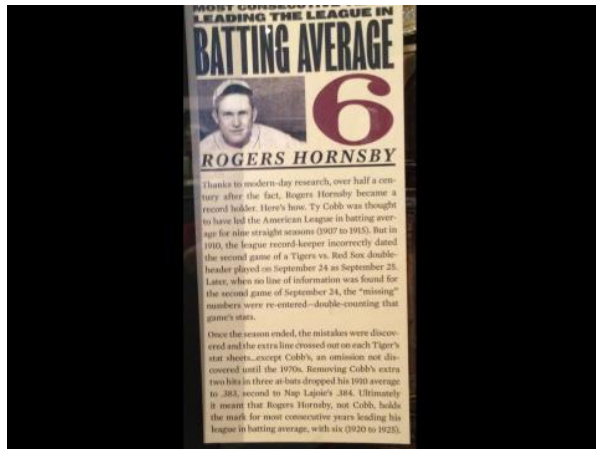 MOST CONSECUTIVE
LEADING THE LEAGUE IN
BATTING AVERAGE
6
ROGERS HORNSBY
Thanks to modern-day research, over half a cen-
tury after the fact, Rogers Hornsby became a
record holder. Here's how. Ty Cobb was thought
to have led the American League in batting aver-
age for nine straight seasons (1907 to 1915). But in
1910, the league record-keeper incorrectly dated
the second game of a Tigers vs. Red Sox double-
header played on September 24 as September 25.
Later, when no line of information was found for
the second game of September 24, the "missing"
numbers were re-entered—double-counting that
game's stats.
Once the season ended, the mistakes were discov-
ered and the extra line crossed out on each Tiger's
stat sheets...except Cobb's, an omission not dis-
covered until the 1970s. Removing Cobb's extra
two hits in three at-bats dropped his 1910 average
to .383, second to Nap Lajoie's .384. Ultimately
it meant that Rogers Hornsby, not Cobb, holds
the mark for most consecutive years leading his
league in batting average, with six (1920 to 1925).